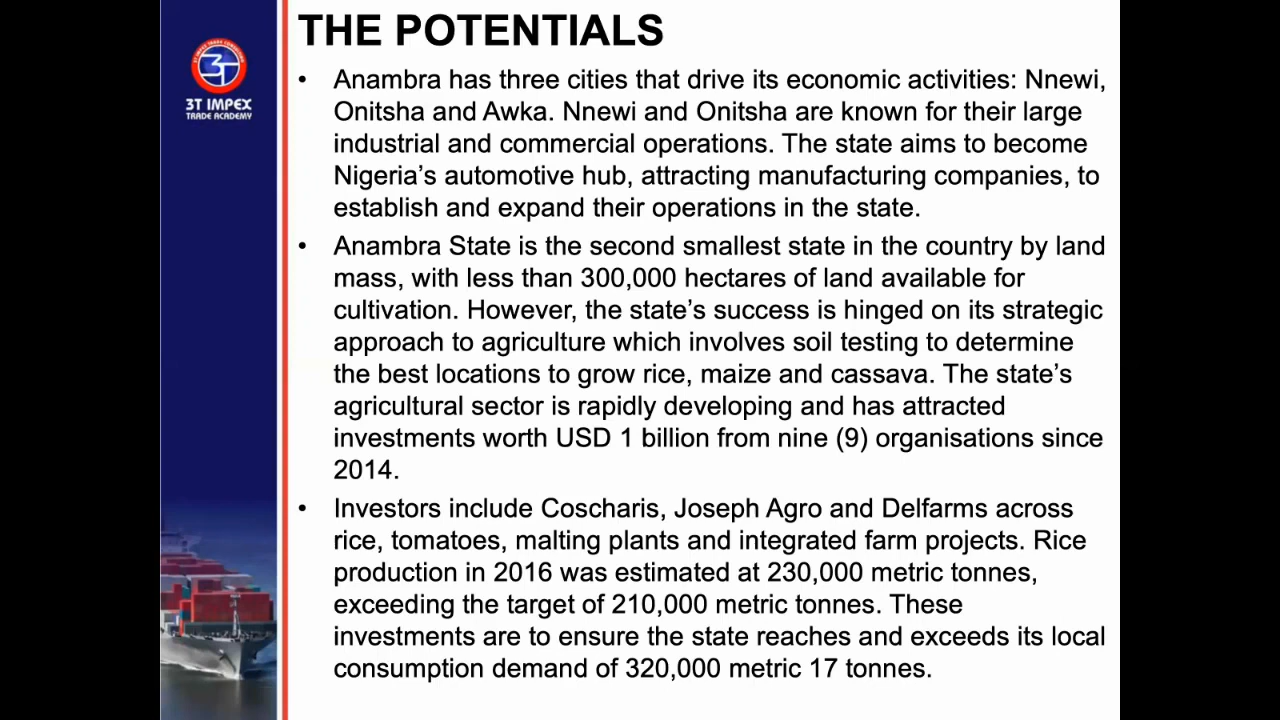 THE POTENTIALS
3T IMPEX TRADE CONSULTING
3T
3T IMPEX
TRADE ACADEMY
• Anambra has three cities that drive its economic activities: Nnewi,
Onitsha and Awka. Nnewi and Onitsha are known for their large
industrial and commercial operations. The state aims to become
Nigeria’s automotive hub, attracting manufacturing companies, to
establish and expand their operations in the state.
• Anambra State is the second smallest state in the country by land
mass, with less than 300,000 hectares of land available for
cultivation. However, the state’s success is hinged on its strategic
approach to agriculture which involves soil testing to determine
the best locations to grow rice, maize and cassava. The state’s
agricultural sector is rapidly developing and has attracted
investments worth USD 1 billion from nine (9) organisations since
2014.
• Investors include Coscharis, Joseph Agro and Delfarms across
rice, tomatoes, malting plants and integrated farm projects. Rice
production in 2016 was estimated at 230,000 metric tonnes,
exceeding the target of 210,000 metric tonnes. These
investments are to ensure the state reaches and exceeds its local
consumption demand of 320,000 metric 17 tonnes.